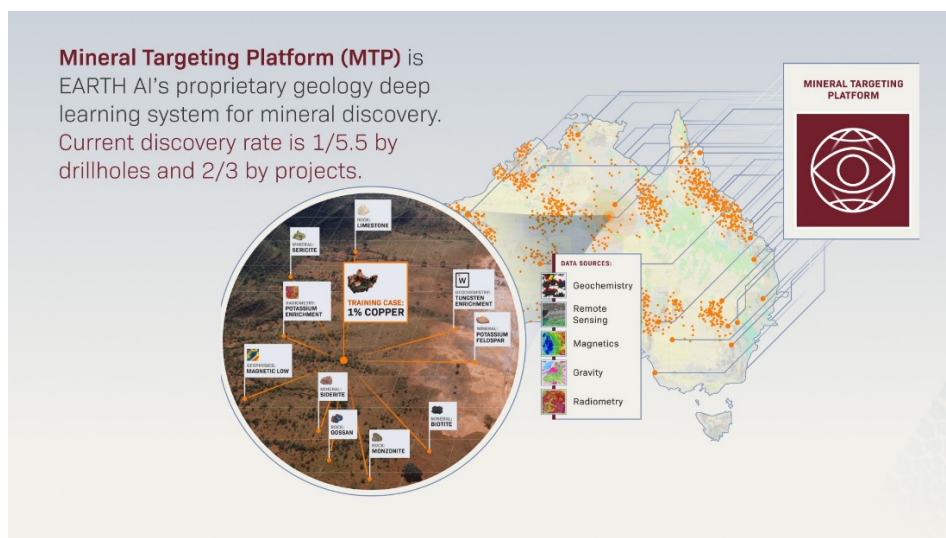 Mineral Targeting Platform (MTP) is
EARTH AI's proprietary geology deep
learning system for mineral discovery.
Current discovery rate is 1/5.5 by
drillholes and 2/3 by projects.
MINERAL TARGETING
PLATFORM
ROCK:
LIMESTONE
MINERAL:
SERICITE
RADIOMETRY:
POTASSIUM
ENRICHMENT
TRAINING CASE:
1% COPPER
W
GEOCHEMISTRY:
TUNGSTEN
ENRICHMENT
MINERAL:
POTASSIUM
FELDSPAR
GEOPHYSICS:
MAGNETIC LOW
MINERAL:
SIDERITE
ROCK:
GOSSAN
ROCK:
MONZONITE
MINERAL:
BIOTITE
DATA SOURCES:
Geochemistry
Remote
Sensing
Magnetics
Gravity
Radiometry